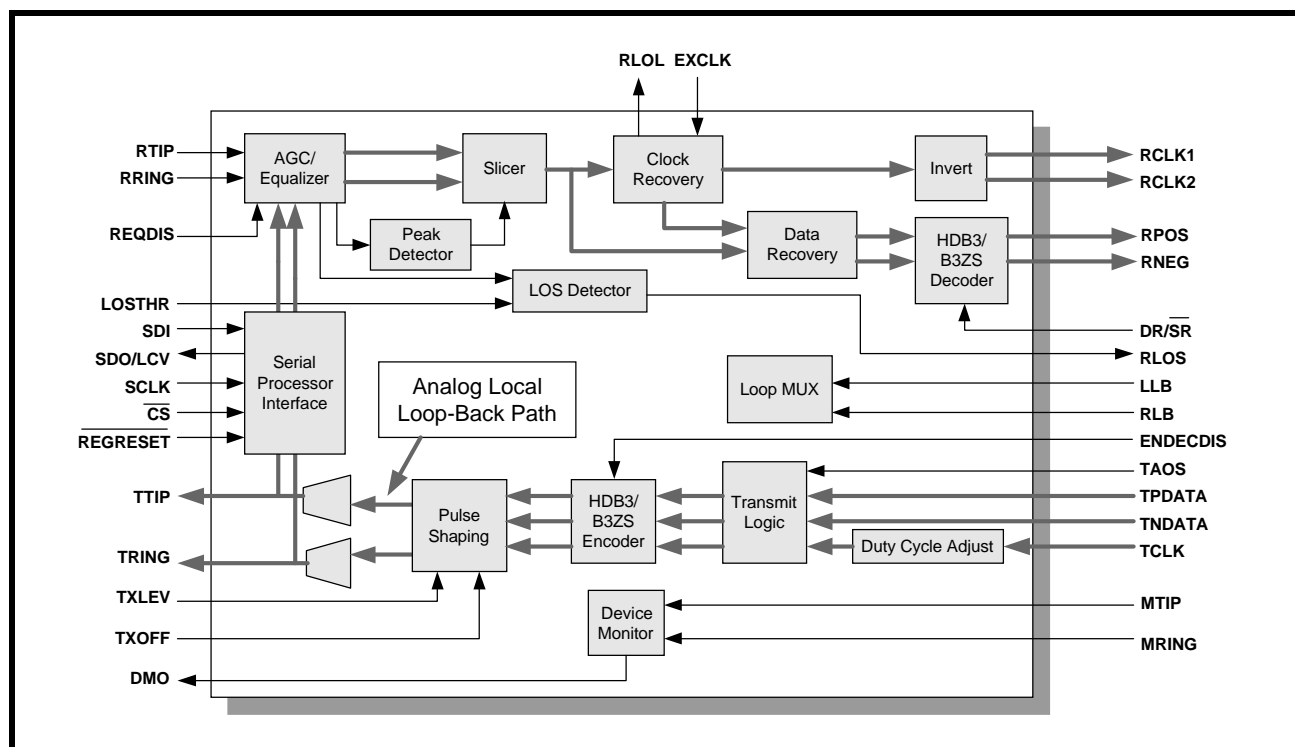 RLOL EXCLK
RTIP
RRING
REQDIS
LOSTHR
SDI
SDO/LCV
SCLK
CS
REGRESET
TTIP
TRING
TXLEV
TXOFF
DMO
AGC/
Equalizer
Slicer
Peak
Detector
Clock
Recovery
Invert
Data
Recovery
HDB3/
B3ZS
Decoder
LOS Detector
Serial
Processor
Interface
Analog Local
Loop-Back Path
Loop MUX
Pulse
Shaping
HDB3/
B3ZS
Encoder
Transmit
Logic
Duty Cycle Adjust
Device
Monitor
RCLK1
RCLK2
RPOS
RNEG
DR/SR
RLOS
LLB
RLB
ENDECDIS
TAOS
TPDATA
TNDATA
TCLK
MTIP
MRING